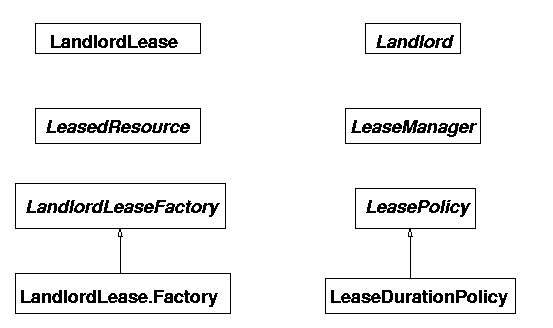 LandlordLease
Landlord
LeasedResource
LeaseManager
LandlordLeaseFactory
LeasePolicy
LandlordLease.Factory
LeaseDurationPolicy